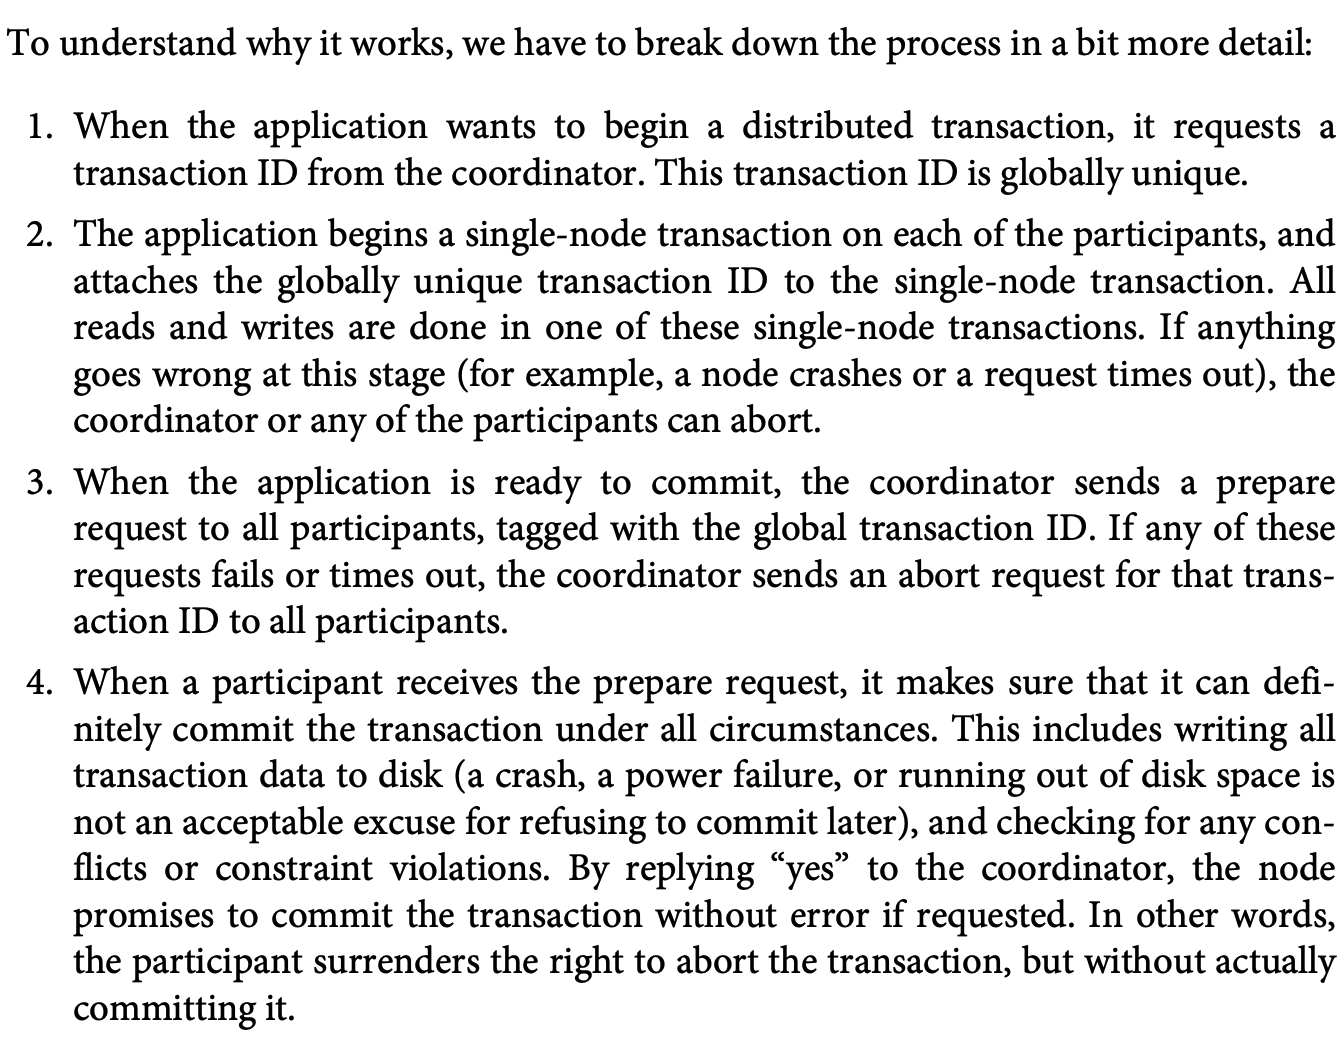 To understand why it works, we have to break down the process in a bit more detail:
1. When the application wants to begin a distributed transaction, it requests a
transaction ID from the coordinator. This transaction ID is globally unique.
2. The application begins a single-node transaction on each of the participants, and
attaches the globally unique transaction ID to the single-node transaction. All
reads and writes are done in one of these single-node transactions. If anything
goes wrong at this stage (for example, a node crashes or a request times out), the
coordinator or any of the participants can abort.
3. When the application is ready to commit, the coordinator sends a prepare
request to all participants, tagged with the global transaction ID. If any of these
requests fails or times out, the coordinator sends an abort request for that trans-
action ID to all participants.
4. When a participant receives the prepare request, it makes sure that it can defi-
nitely commit the transaction under all circumstances. This includes writing all
transaction data to disk (a crash, a power failure, or running out of disk space is
not an acceptable excuse for refusing to commit later), and checking for any con-
flicts or constraint violations. By replying “yes” to the coordinator, the node
promises to commit the transaction without error if requested. In other words,
the participant surrenders the right to abort the transaction, but without actually
committing it.